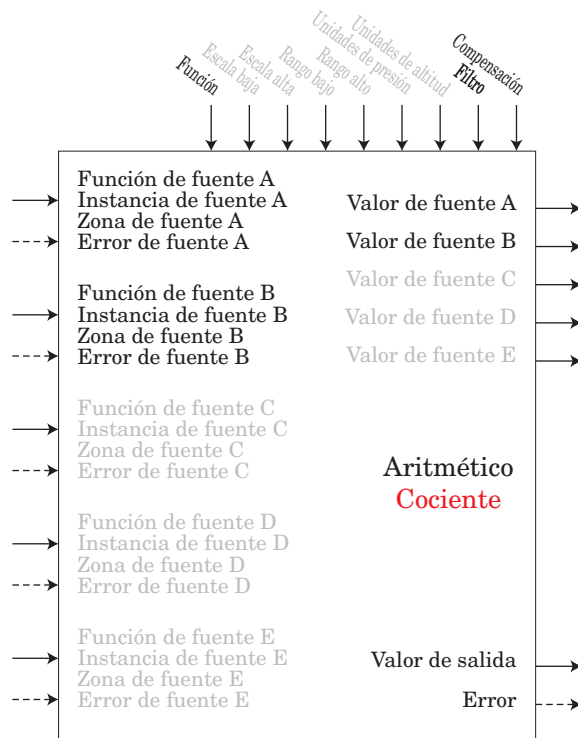 Función
Escala baja
Escala alta
Rango bajo
Rango alto
Unidades de presión
Unidades de altitud
Filtro
Compensación
Función de fuente A
Instancia de fuente A
Zona de fuente A
Error de fuente A
Función de fuente B
Instancia de fuente B
Zona de fuente B
Error de fuente B
Función de fuente C
Instancia de fuente C
Zona de fuente C
Error de fuente C
Función de fuente D
Instancia de fuente D
Zona de fuente D
Error de fuente D
Función de fuente E
Instancia de fuente E
Zona de fuente E
Error de fuente E
Valor de fuente A
Valor de fuente B
Valor de fuente C
Valor de fuente D
Valor de fuente E
Aritmético
Cociente
Valor de salida
Error